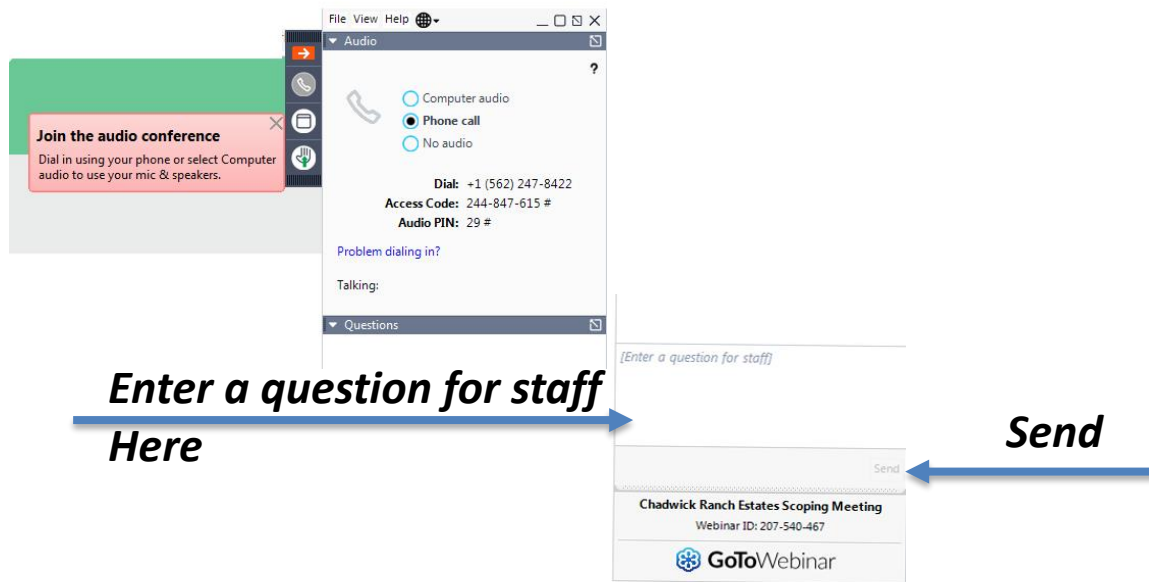 File View Help
Audio
?
Join the audio conference
Dial in using your phone or select Computer
audio to use your mic & speakers.
Computer audio
Phone call
No audio
Dial: +1 (562) 247-8422
Access Code: 244-847-615 #
Audio PIN: 29 #
Problem dialing in?
Talking:
Questions
[Enter a question for staff]
Enter a question for staff
Here
Send
Send
Chadwick Ranch Estates Scoping Meeting
Webinar ID: 207-540-467
GoToWebinar